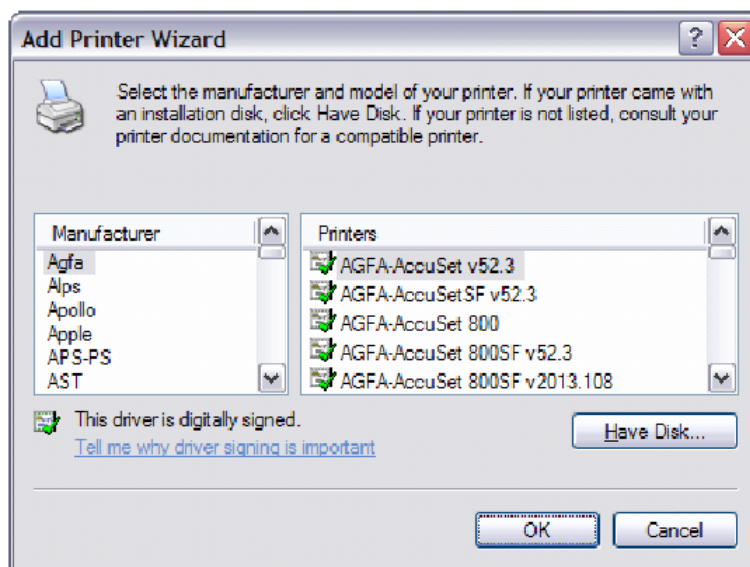 Add Printer Wizard
Select the manufacturer and model of your printer. If your printer came with
an installation disk, click Have Disk. If your printer is not listed, consult your
printer documentation for a compatible printer.
Manufacturer
Agfa
Alps
Apollo
Apple
APS-PS
AST
Printers
AGFA-AccuSet v52.3
AGFA-AccuSetSF v52.3
AGFA-AccuSet 800
AGFA-AccuSet 800SF v52.3
AGFA-AccuSet 800SF v2013.108
This driver is digitally signed.
Tell me why driver signing is important
Have Disk...
OK
Cancel